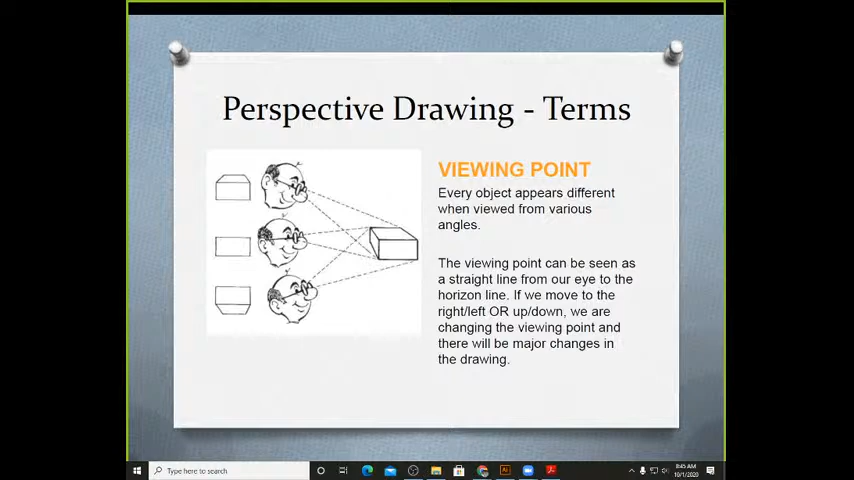 Perspective Drawing - Terms
VIEWING POINT
Every object appears different
when viewed from various
angles.
The viewing point can be seen as
a straight line from our eye to the
horizon line. If we move to the
right/left OR up/down, we are
changing the viewing point and
there will be major changes in
the drawing.
Type here to search
8:45 AM
10/1/2020